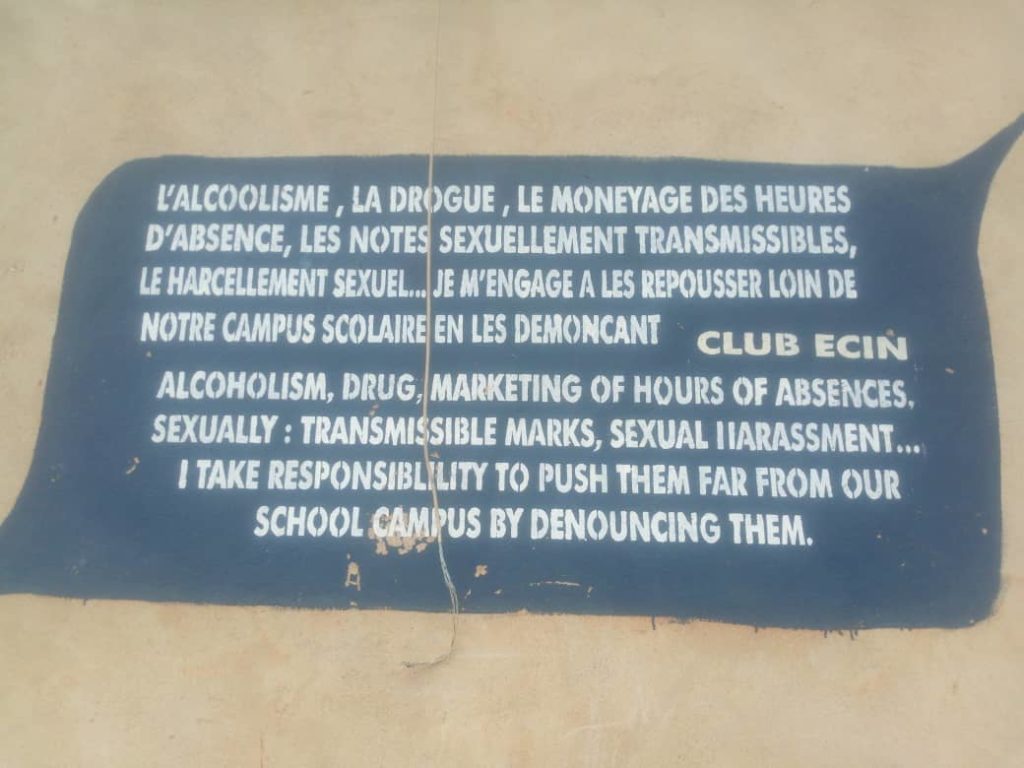 L'ALCOOLISME, LA DROGUE, LE MONEYAGE DES HEURES
D'ABSENCE, LES NOTES SEXUELLEMENT TRANSMISSIBLES,
LE HARCELLEMENT SEXUEL... JE M'ENGAGE A LES REPOUSSER LOIN DE
NOTRE CAMPUS SCOLAIRE EN LES DEMONCANT
CLUB ECIN
ALCOHOLISM, DRUG, MARKETING OF HOURS OF ABSENCES.
SEXUALLY : TRANSMISSIBLE MARKS, SEXUAL HARASSMENT...
I TAKE RESPONSIBLILITY TO PUSH THEM FAR FROM OUR
SCHOOL CAMPUS BY DENOUNCING THEM.